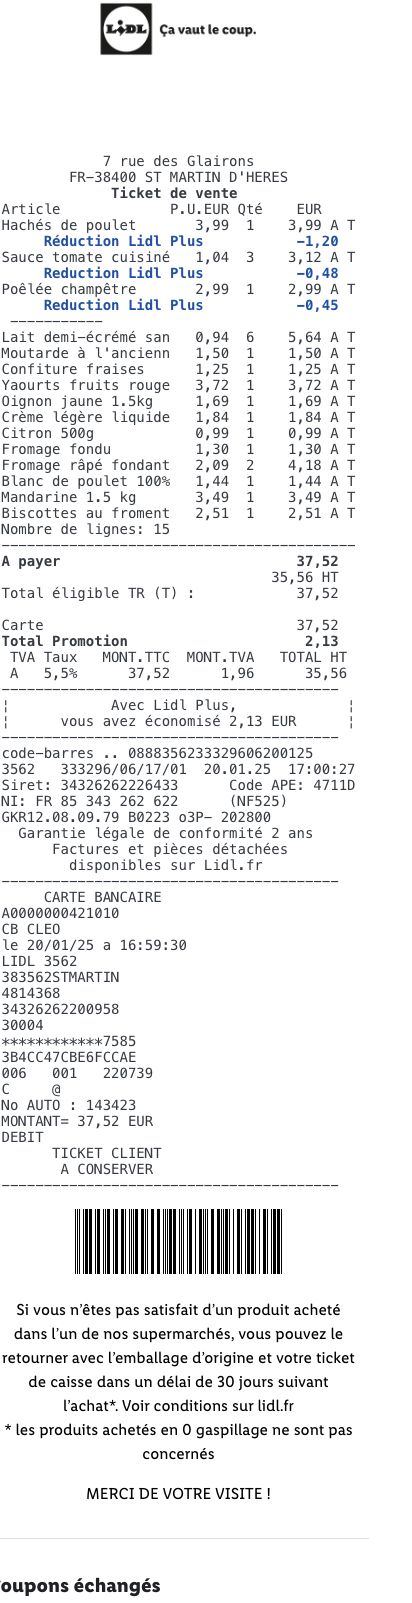 LIDL Ça vaut le coup.
7 rue des Glairons
FR-38400 ST MARTIN D'HERES
Ticket de vente
Article P.U.EUR Qté EUR
Hachés de poulet 3,99 1 3,99 A T
Réduction Lidl Plus -1,20
Sauce tomate cuisiné 1,04 3 3,12 A T
Réduction Lidl Plus -0,48
Poêlée champêtre 2,99 1 2,99 A T
Réduction Lidl Plus -0,45
-----------
Lait demi-écrémé san 0,94 6 5,64 A T
Moutarde à l'ancienn 1,50 1 1,50 A T
Confiture fraises 1,25 1 1,25 A T
Yaourts fruits rouge 3,72 1 3,72 A T
Oignon jaune 1.5kg 1,69 1 1,69 A T
Crème légère liquide 1,84 1 1,84 A T
Citron 500g 0,99 1 0,99 A T
Fromage fondu 1,30 1 1,30 A T
Fromage râpé fondant 2,09 2 4,18 A T
Blanc de poulet 100% 1,44 1 1,44 A T
Mandarine 1.5 kg 3,49 1 3,49 A T
Biscottes au froment 2,51 1 2,51 A T
Nombre de lignes: 15
------------------------------------------
A payer 37,52
35,56 HT
Total éligible TR (T) : 37,52
Carte 37,52
Total Promotion 2,13
TVA Taux MONT.TTC MONT.TVA TOTAL HT
A 5,5% 37,52 1,96 35,56
----------------------------------------
¦ Avec Lidl Plus, ¦
¦ vous avez économisé 2,13 EUR ¦
----------------------------------------
code-barres .. 0888356233329606200125
3562 333296/06/17/01 20.01.25 17:00:27
Siret: 34326262226433 Code APE: 4711D
NI: FR 85 343 262 622 (NF525)
GKR12.08.09.79 B0223 o3P- 202800
Garantie légale de conformité 2 ans
Factures et pièces détachées
disponibles sur Lidl.fr
----------------------------------------
CARTE BANCAIRE
A0000000421010
CB CLEO
le 20/01/25 a 16:59:30
LIDL 3562
383562STMARTIN
4814368
34326262200958
30004
************7585
3B4CC47CBE6FCCAE
006 001 220739
C @
No AUTO : 143423
MONTANT= 37,52 EUR
DEBIT
TICKET CLIENT
A CONSERVER
----------------------------------------
Si vous n'êtes pas satisfait d'un produit acheté
dans l'un de nos supermarchés, vous pouvez le
retourner avec l'emballage d'origine et votre ticket
de caisse dans un délai de 30 jours suivant
l'achat*. Voir conditions sur lidl.fr
* les produits achetés en 0 gaspillage ne sont pas
concernés
MERCI DE VOTRE VISITE !
oupons échangés